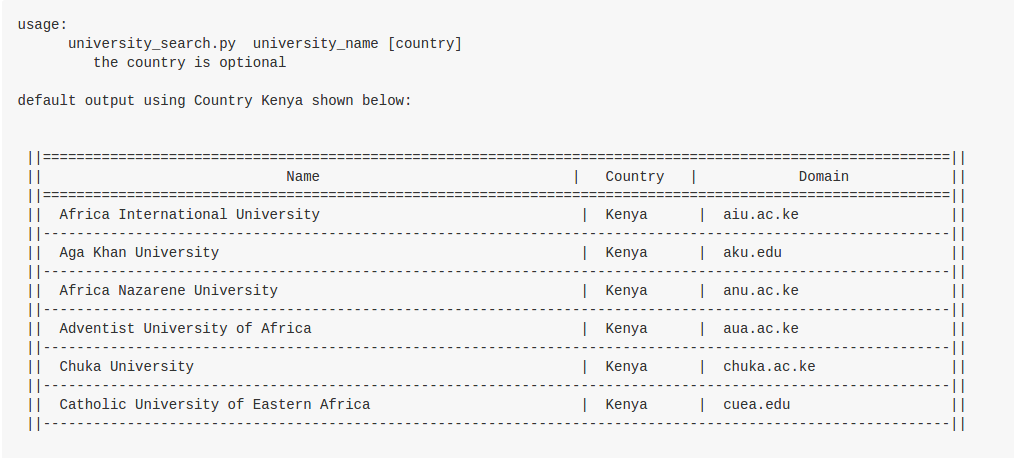 usage:
university_search.py  university_name [country]
the country is optional
default output using Country Kenya shown below:
||============================================================================================================||
||                             Name                              |   Country   |            Domain            ||
||============================================================================================================||
||  Africa International University                               |  Kenya      |  aiu.ac.ke                  ||
||------------------------------------------------------------------------------------------------------------||
||  Aga Khan University                                           |  Kenya      |  aku.edu                    ||
||------------------------------------------------------------------------------------------------------------||
||  Africa Nazarene University                                    |  Kenya      |  anu.ac.ke                  ||
||------------------------------------------------------------------------------------------------------------||
||  Adventist University of Africa                                |  Kenya      |  aua.ac.ke                  ||
||------------------------------------------------------------------------------------------------------------||
||  Chuka University                                              |  Kenya      |  chuka.ac.ke                ||
||------------------------------------------------------------------------------------------------------------||
||  Catholic University of Eastern Africa                         |  Kenya      |  cuea.edu                   ||
||------------------------------------------------------------------------------------------------------------||